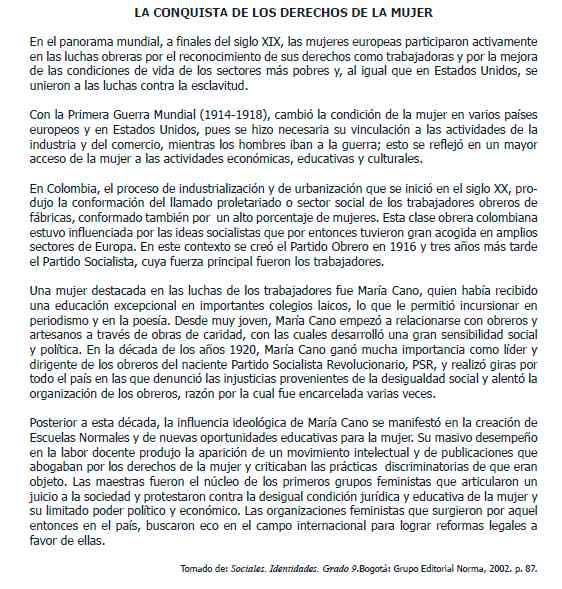 LA CONQUISTA DE LOS DERECHOS DE LA MUJER
En el panorama mundial, a finales del siglo XIX, las mujeres europeas participaron activamente
en las luchas obreras por el reconocimiento de sus derechos como trabajadoras y por la mejora
de las condiciones de vida de los sectores más pobres y, al igual que en Estados Unidos, se
unieron a las luchas contra la esclavitud.
Con la Primera Guerra Mundial (1914-1918), cambió la condición de la mujer en varios países
europeos y en Estados Unidos, pues se hizo necesaria su vinculación a las actividades de la
industria y del comercio, mientras los hombres iban a la guerra; esto se reflejó en un mayor
acceso de la mujer a las actividades económicas, educativas y culturales.
En Colombia, el proceso de industrialización y de urbanización que se inició en el siglo XX, pro-
dujo la conformación del llamado proletariado o sector social de los trabajadores obreros de
fábricas, conformado también por un alto porcentaje de mujeres. Esta clase obrera colombiana
estuvo influenciada por las ideas socialistas que por entonces tuvieron gran acogida en amplios
sectores de Europa. En este contexto se creó el Partido Obrero en 1916 y tres años más tarde
el Partido Socialista, cuya fuerza principal fueron los trabajadores.
Una mujer destacada en las luchas de los trabajadores fue María Cano, quien había recibido
una educación excepcional en importantes colegios laicos, lo que le permitió incursionar en
periodismo y en la poesía. Desde muy joven, María Cano empezó a relacionarse con obreros y
artesanos a través de obras de caridad, con las cuales desarrolló una gran sensibilidad social
y política. En la década de los años 1920, María Cano ganó mucha importancia como líder y
dirigente de los obreros del naciente Partido Socialista Revolucionario, PSR, y realizó giras por
todo el país en las que denunció las injusticias provenientes de la desigualdad social y alentó la
organización de los obreros, razón por la cual fue encarcelada varias veces.
Posterior a esta década, la influencia ideológica de María Cano se manifestó en la creación de
Escuelas Normales y de nuevas oportunidades educativas para la mujer. Su masivo desempeño
en la labor docente produjo la aparición de un movimiento intelectual y de publicaciones que
abogaban por los derechos de la mujer y criticaban las prácticas discriminatorias de que eran
objeto. Las maestras fueron el núcleo de los primeros grupos feministas que articularon un
juicio a la sociedad y protestaron contra la desigual condición jurídica y educativa de la mujer y
su limitado poder político y económico. Las organizaciones feministas que surgieron por aquel
entonces en el país, buscaron eco en el campo internacional para lograr reformas legales a
favor de ellas.
Tomado de: Sociales. Identidades. Grado 9.Bogotá: Grupo Editorial Norma, 2002. p. 87.